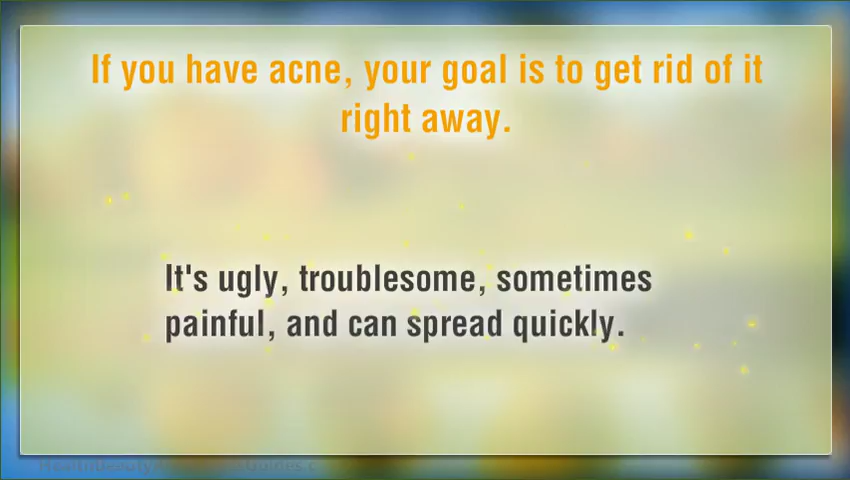 If you have acne, your goal is to get rid of it
right away.
It's ugly, troublesome, sometimes
painful, and can spread quickly.